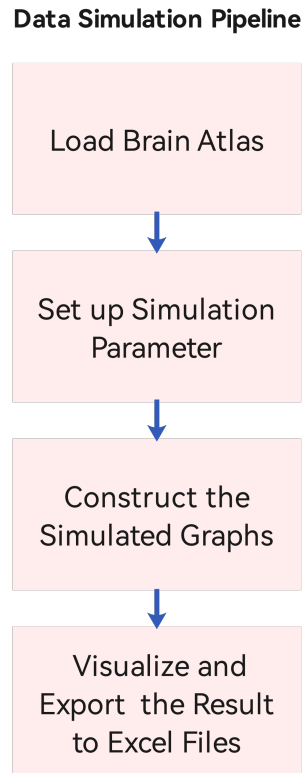 Data Simulation Pipeline
Load Brain Atlas
Set up Simulation
Parameter
Construct the
Simulated Graphs
Visualize and
Export  the Result
to Excel Files